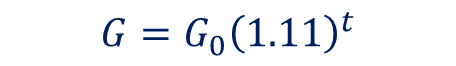 G = G₀(1.11)ᵗ